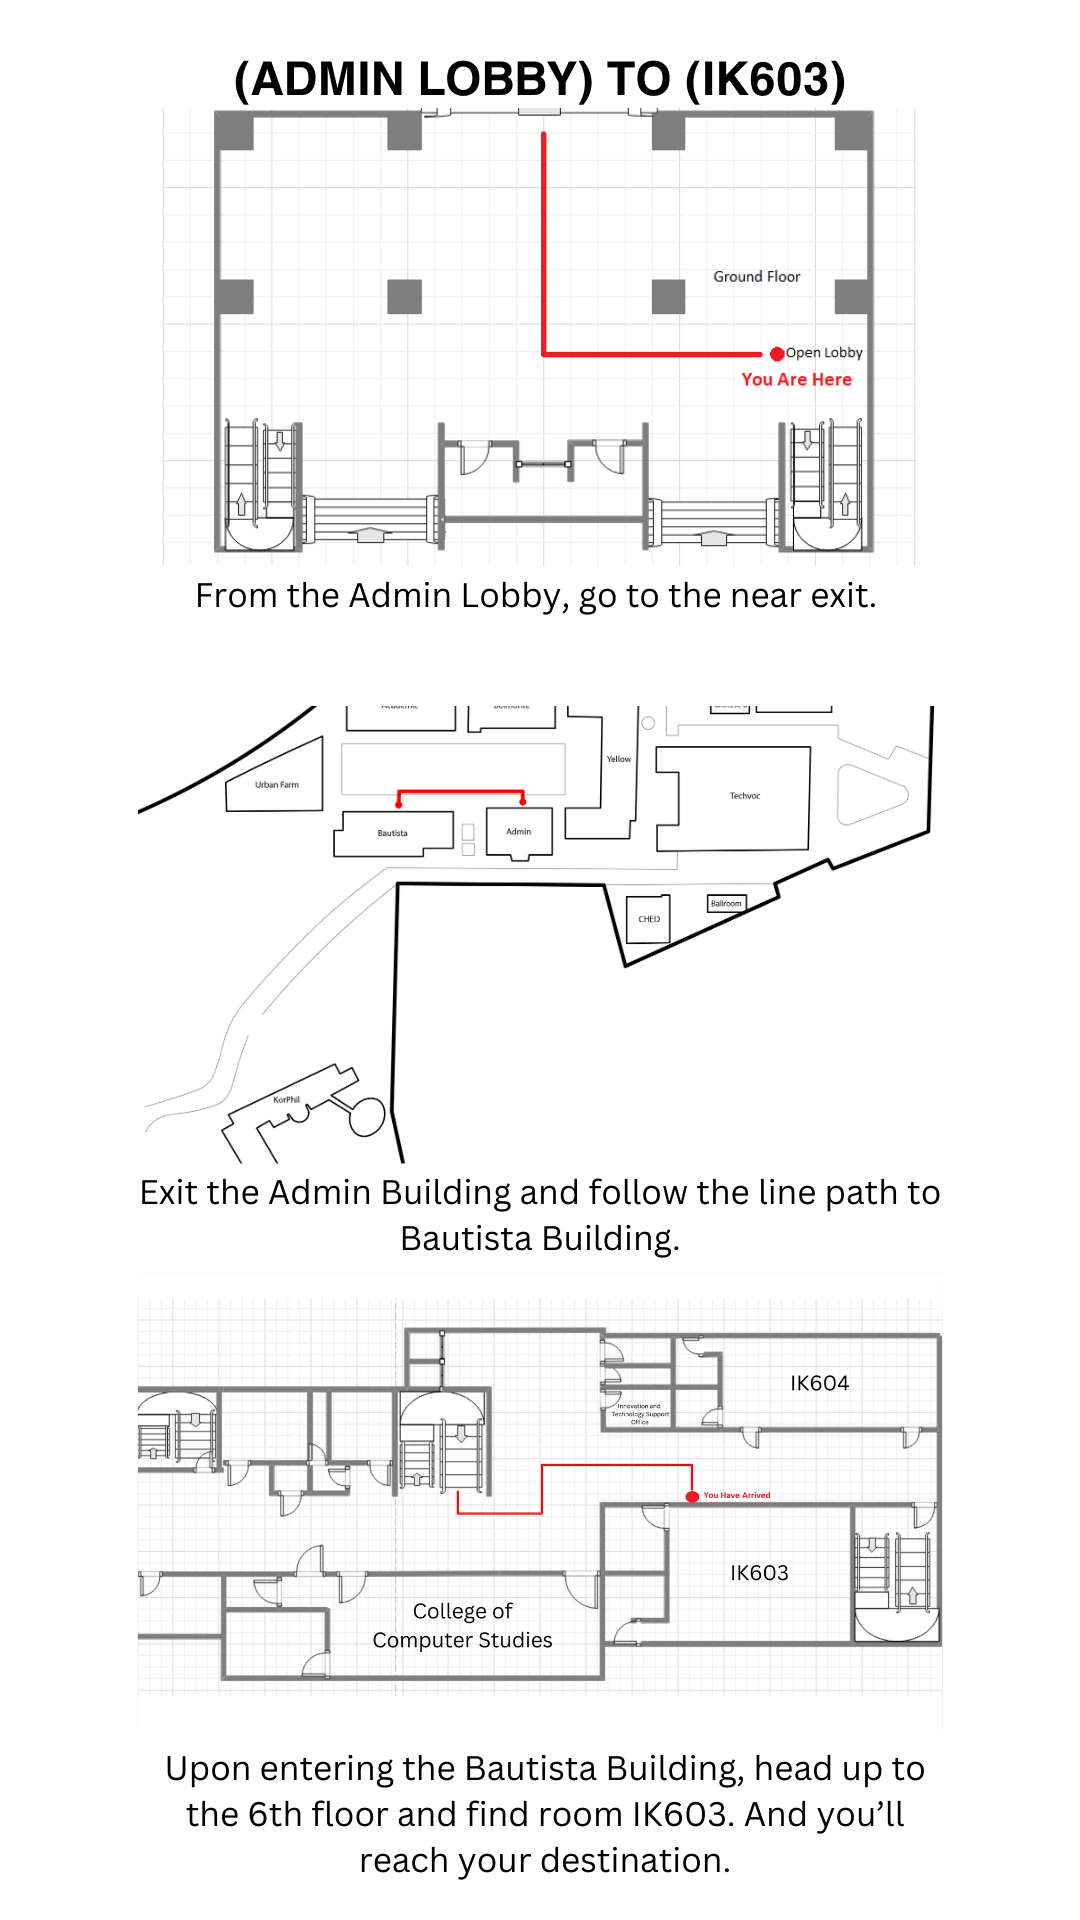 (ADMIN LOBBY) TO (IK603)
Ground Floor
Open Lobby
You Are Here
From the Admin Lobby, go to the near exit.
Urban Farm
Yellow
Techvoc
Bautista
Admin
CHED
Ballroom
KorPhil
Exit the Admin Building and follow the line path to
Bautista Building.
IK604
Innovation and
Technology Support
Office
You Have Arrived
IK603
College of
Computer Studies
Upon entering the Bautista Building, head up to
the 6th floor and find room IK603. And you’ll
reach your destination.